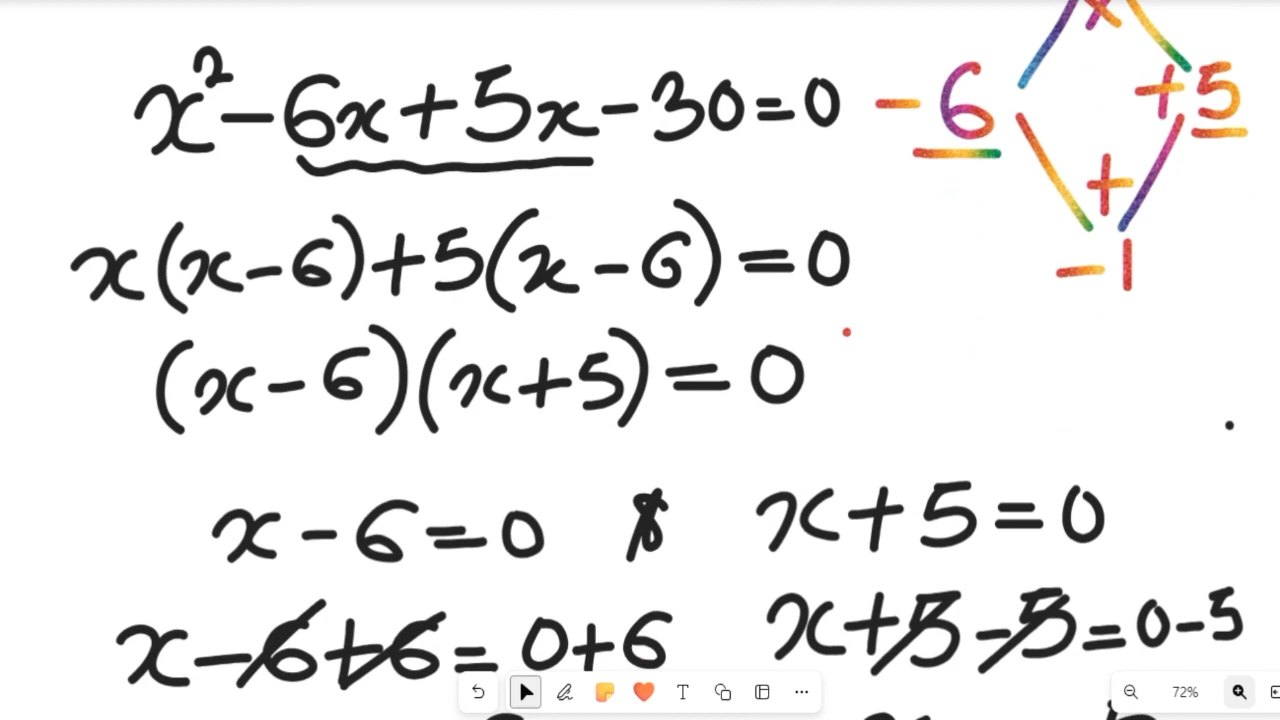 x² - 6x + 5x - 30 = 0
x(x - 6) + 5(x - 6) = 0
(x - 6)(x + 5) = 0
x - 6 = 0 & x + 5 = 0
x - 6 + 6 = 0 + 6
x + 5 - 5 = 0 - 5
×
-6 +5
+
-1
T
72%